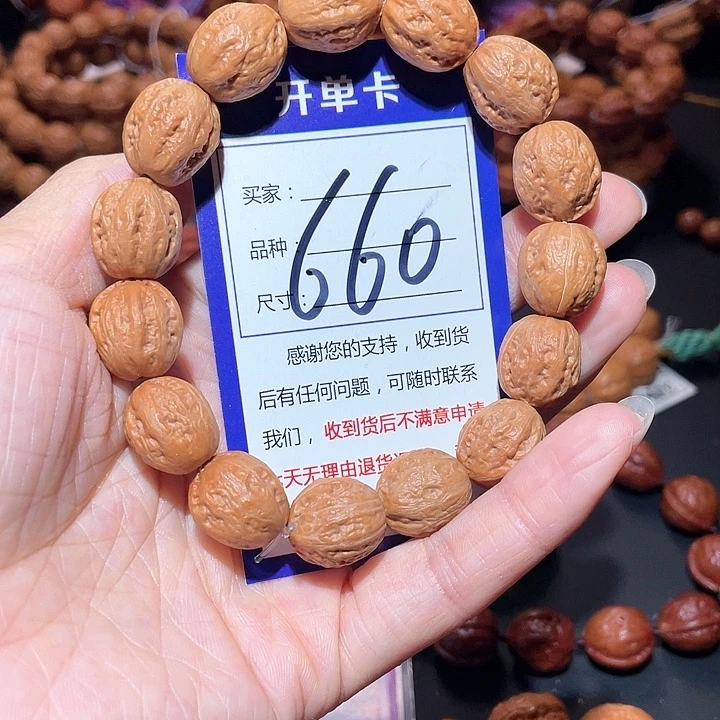 开单卡
买家：
品种：
尺寸：
660
感谢您的支持，收到货
后有任何问题，可随时联系
我们，收到货后不满意申请
天无理由退货